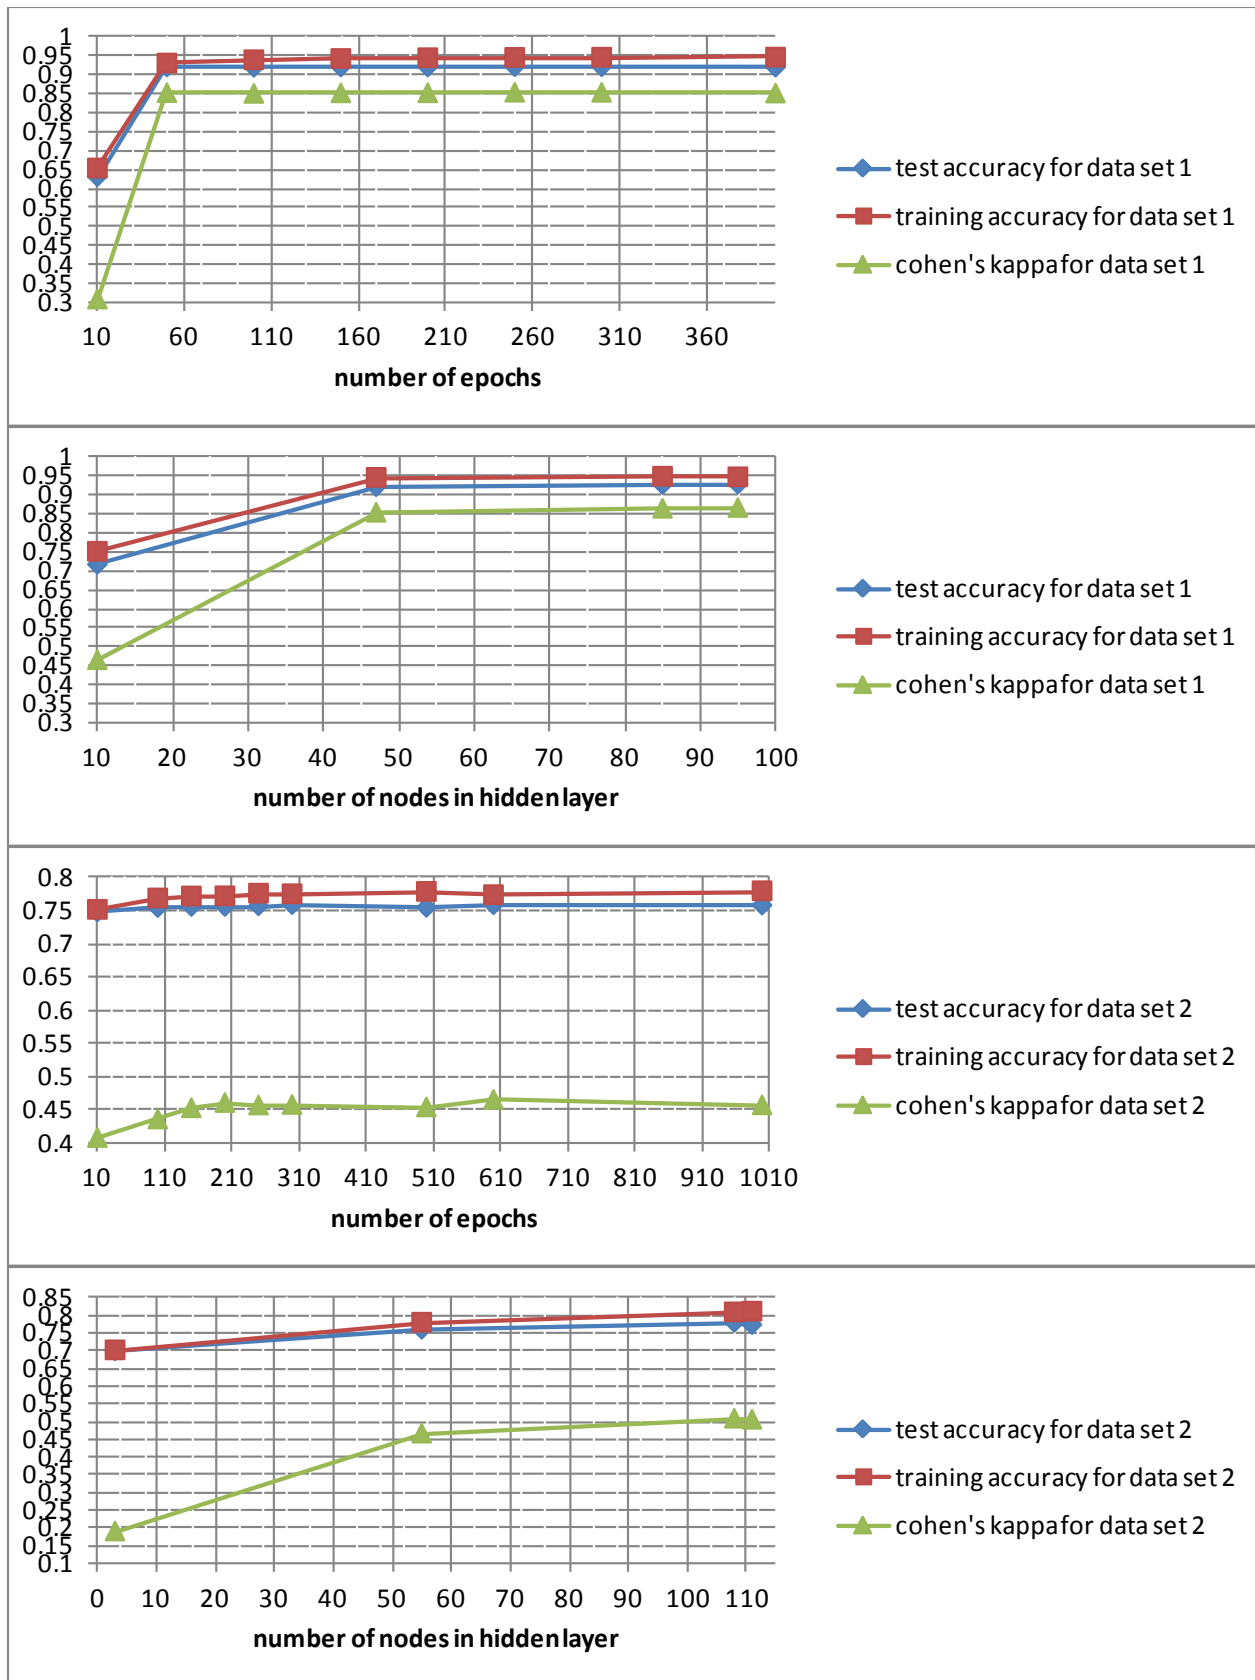 1
0.95
0.9
0.85
0.8
0.75
0.7
0.65
0.6
0.55
0.5
0.45
0.4
0.35
0.3
10 60 110 160 210 260 310 360
number of epochs
test accuracy for data set 1
training accuracy for data set 1
cohen's kappa for data set 1
1
0.95
0.9
0.85
0.8
0.75
0.7
0.65
0.6
0.55
0.5
0.45
0.4
0.35
0.3
10 20 30 40 50 60 70 80 90 100
number of nodes in hidden layer
test accuracy for data set 1
training accuracy for data set 1
cohen's kappa for data set 1
0.8
0.75
0.7
0.65
0.6
0.55
0.5
0.45
0.4
10 110 210 310 410 510 610 710 810 910 1010
number of epochs
test accuracy for data set 2
training accuracy for data set 2
cohen's kappa for data set 2
0.85
0.8
0.75
0.7
0.65
0.6
0.55
0.5
0.45
0.4
0.35
0.3
0.25
0.2
0.15
0.1
0 10 20 30 40 50 60 70 80 90 100 110
number of nodes in hidden layer
test accuracy for data set 2
training accuracy for data set 2
cohen's kappa for data set 2